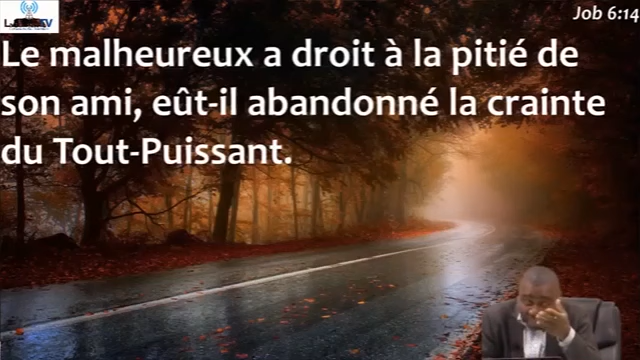 Job 6:14
Le malheureux a droit à la pitié de
son ami, eût-il abandonné la crainte
du Tout-Puissant.